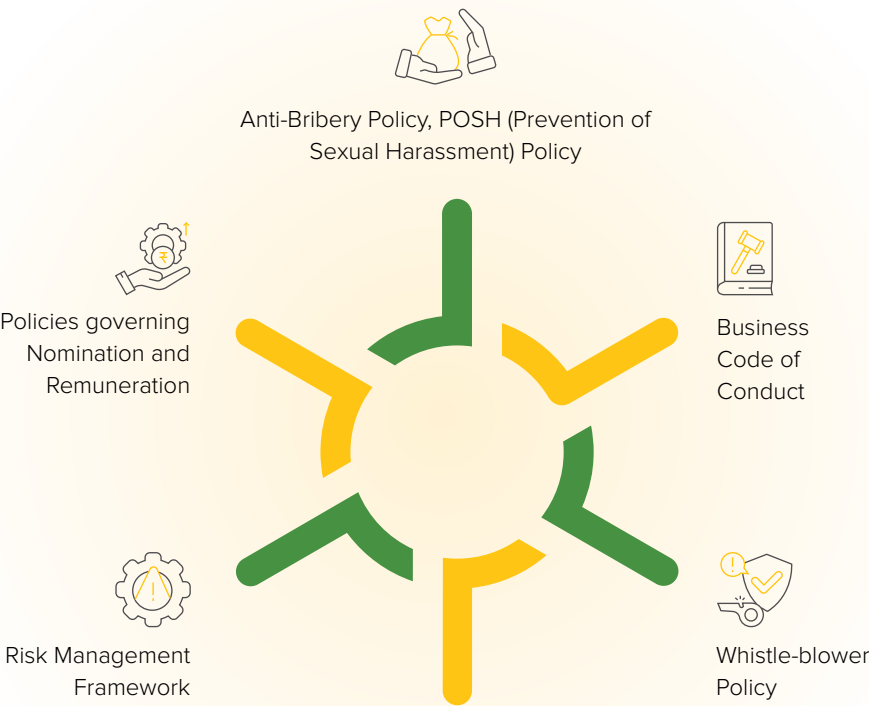 Anti-Bribery Policy, POSH (Prevention of
Sexual Harassment) Policy
Policies governing
Nomination and
Remuneration
Business
Code of
Conduct
Risk Management
Framework
Whistle-blower
Policy